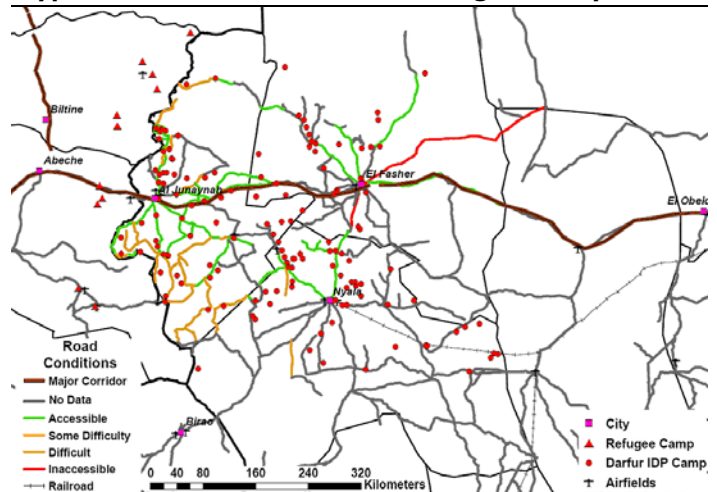 Biltine
Abeche
Al Junaynah
El Fasher
El Obeid
Nyala
Birao
Road
Conditions
Major Corridor
No Data
Accessible
Some Difficulty
Difficult
Inaccessible
Railroad
0 40 80 160 240 320
Kilometers
City
Refugee Camp
Darfur IDP Camp
Airfields